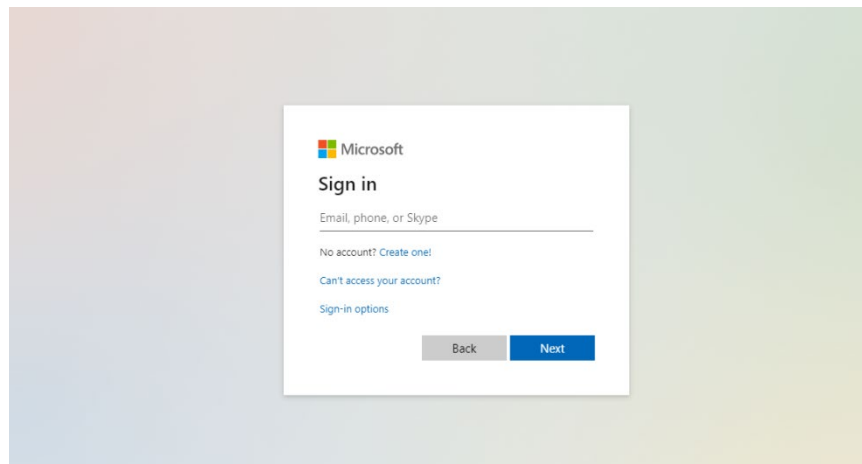 Microsoft
Sign in
Email, phone, or Skype
No account? Create one!
Can't access your account?
Sign-in options
Back Next